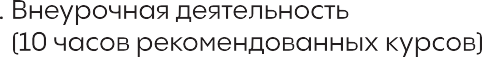 . Внеурочная деятельность
(10 часов рекомендованных курсов)